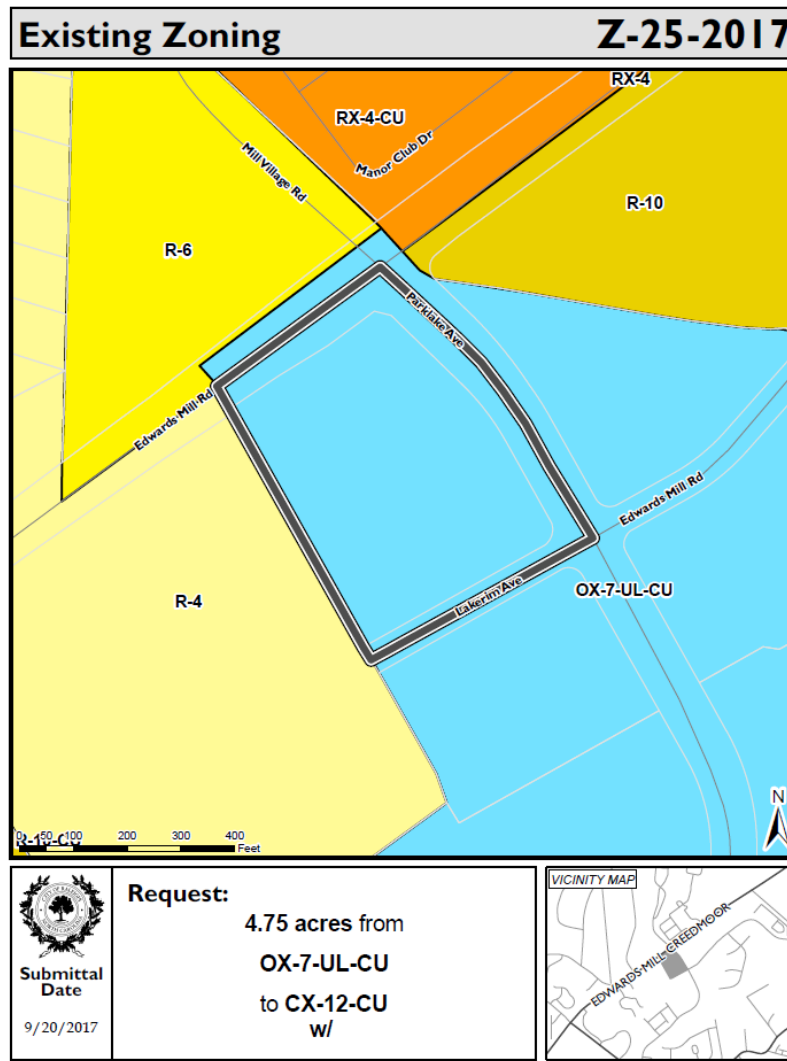 Existing Zoning Z-25-2017
RX-4
RX-4-CU
Manor Club Dr
Mill Village Rd
R-10
R-6
Parklake Ave
Edwards Mill Rd
Edwards Mill Rd
OX-7-UL-CU
R-4
Lakerim Ave
N
0 50 100 200 300 400
Feet
R-10-CU
Request:
4.75 acres from
OX-7-UL-CU
to CX-12-CU
w/
Submittal
Date
9/20/2017
VICINITY MAP
EDWARDS MILL-CREEDMOOR